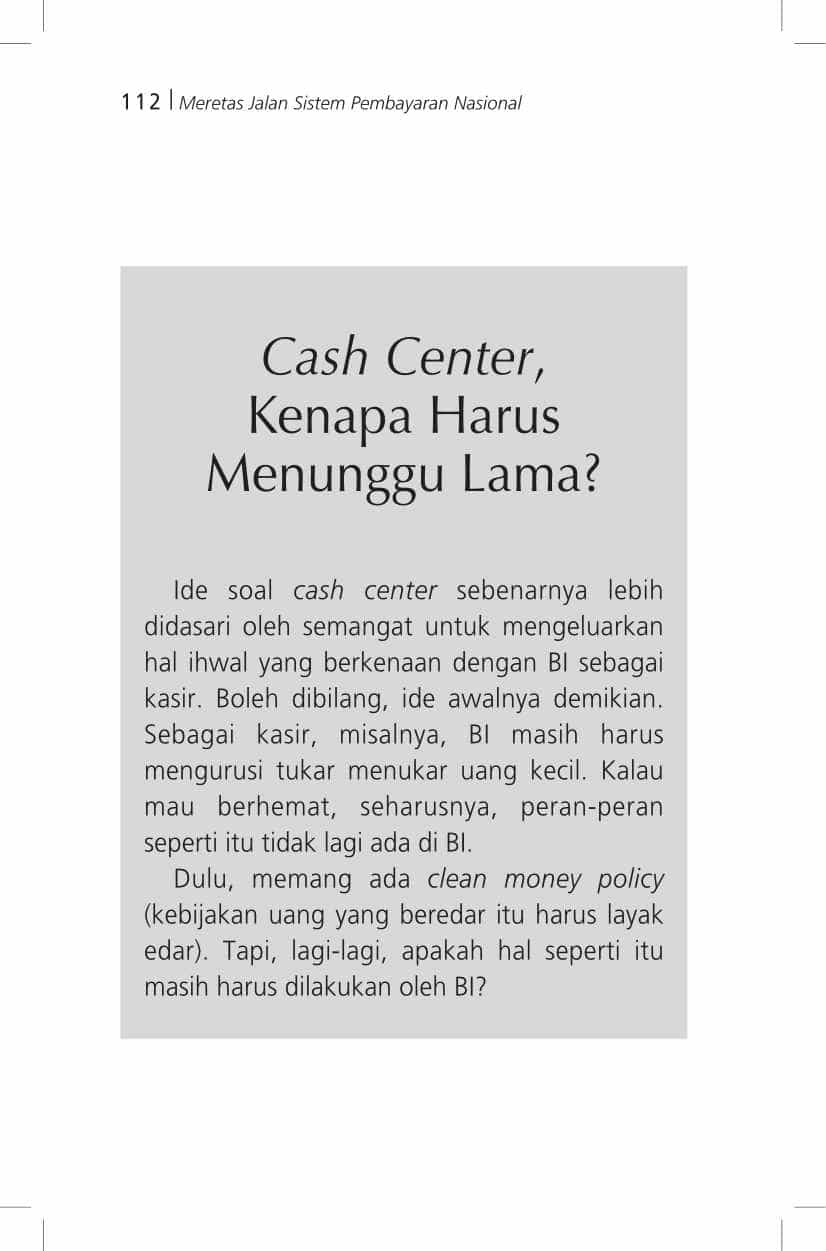 112 | Meretas Jalan Sistem Pembayaran Nasional
Cash Center,
Kenapa Harus
Menunggu Lama?
Ide soal cash center sebenarnya lebih
didasari oleh semangat untuk mengeluarkan
hal ihwal yang berkenaan dengan BI sebagai
kasir. Boleh dibilang, ide awalnya demikian.
Sebagai kasir, misalnya, BI masih harus
mengurusi tukar menukar uang kecil. Kalau
mau berhemat, seharusnya, peran-peran
seperti itu tidak lagi ada di BI.
Dulu, memang ada clean money policy
(kebijakan uang yang beredar itu harus layak
edar). Tapi, lagi-lagi, apakah hal seperti itu
masih harus dilakukan oleh BI?